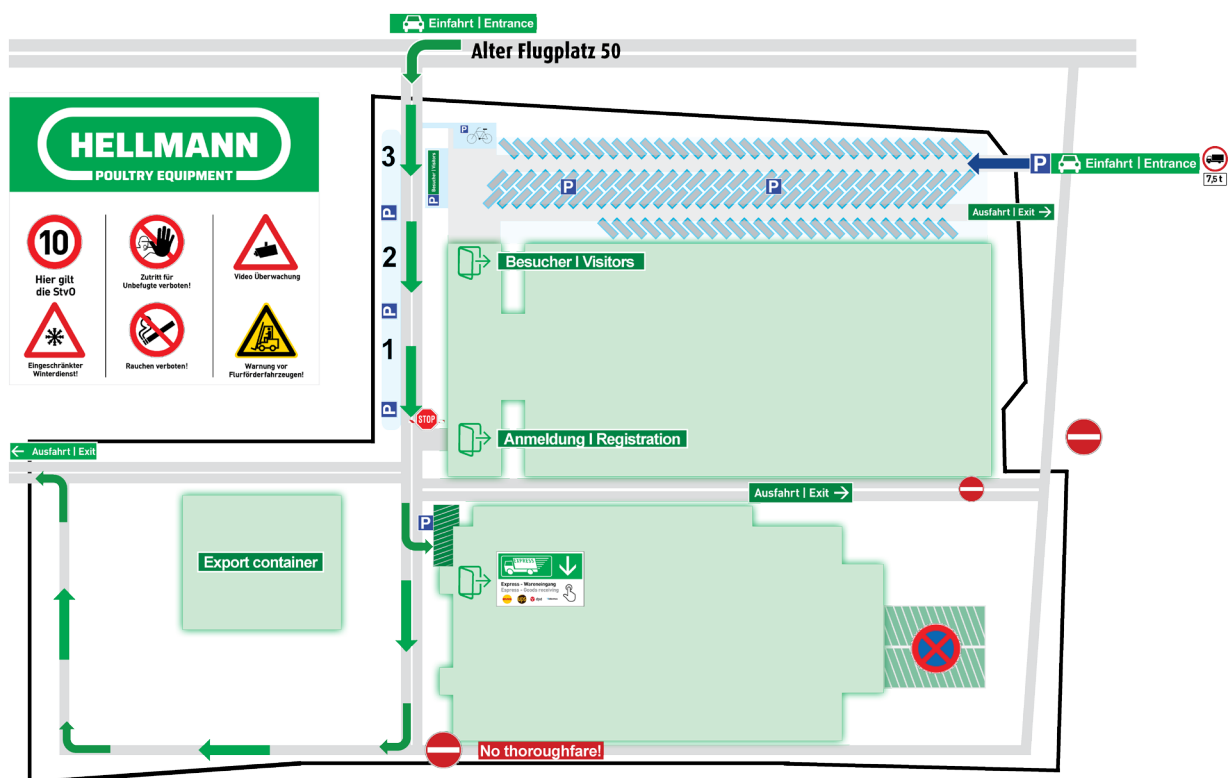 Einfahrt | Entrance
Alter Flugplatz 50
HELLMANN
POULTRY EQUIPMENT
10
Hier gilt
die StvO
Zutritt für
Unbefugte verboten!
Video Überwachung
Eingeschränkter
Winterdienst!
Rauchen verboten!
Warnung vor
Flurförderfahrzeugen!
3
P
2
P
1
P
P
Besucher | Visitors
P
P
P
P
Einfahrt | Entrance
7,5 t
Ausfahrt | Exit
Besucher | Visitors
STOP
Anmeldung | Registration
Ausfahrt | Exit
Ausfahrt | Exit
P
Export container
Express - Wareneingang
Express - Goods receiving
No thoroughfare!